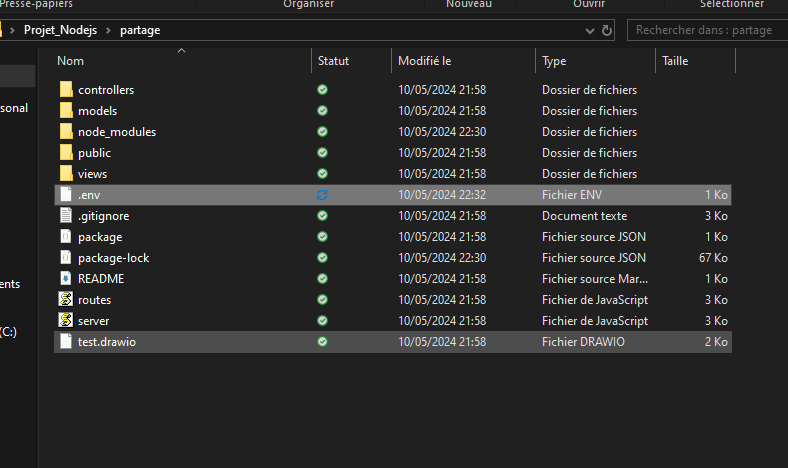 Presse-papiers Organiser Nouveau Ouvrir Sélectionner
Projet_Nodejs > partage Rechercher dans : partage
Nom Statut Modifié le Type Taille
controllers 10/05/2024 21:58 Dossier de fichiers
sonal
models 10/05/2024 21:58 Dossier de fichiers
node_modules 10/05/2024 22:30 Dossier de fichiers
public 10/05/2024 21:58 Dossier de fichiers
views 10/05/2024 21:58 Dossier de fichiers
.env 10/05/2024 22:32 Fichier ENV 1 Ko
.gitignore 10/05/2024 21:58 Document texte 3 Ko
package 10/05/2024 21:58 Fichier source JSON 1 Ko
package-lock 10/05/2024 22:30 Fichier source JSON 67 Ko
README 10/05/2024 21:58 Fichier source Mar... 1 Ko
ents
routes 10/05/2024 21:58 Fichier de JavaScript 3 Ko
server 10/05/2024 21:58 Fichier de JavaScript 3 Ko
(C:)
test.drawio 10/05/2024 21:58 Fichier DRAWIO 2 Ko